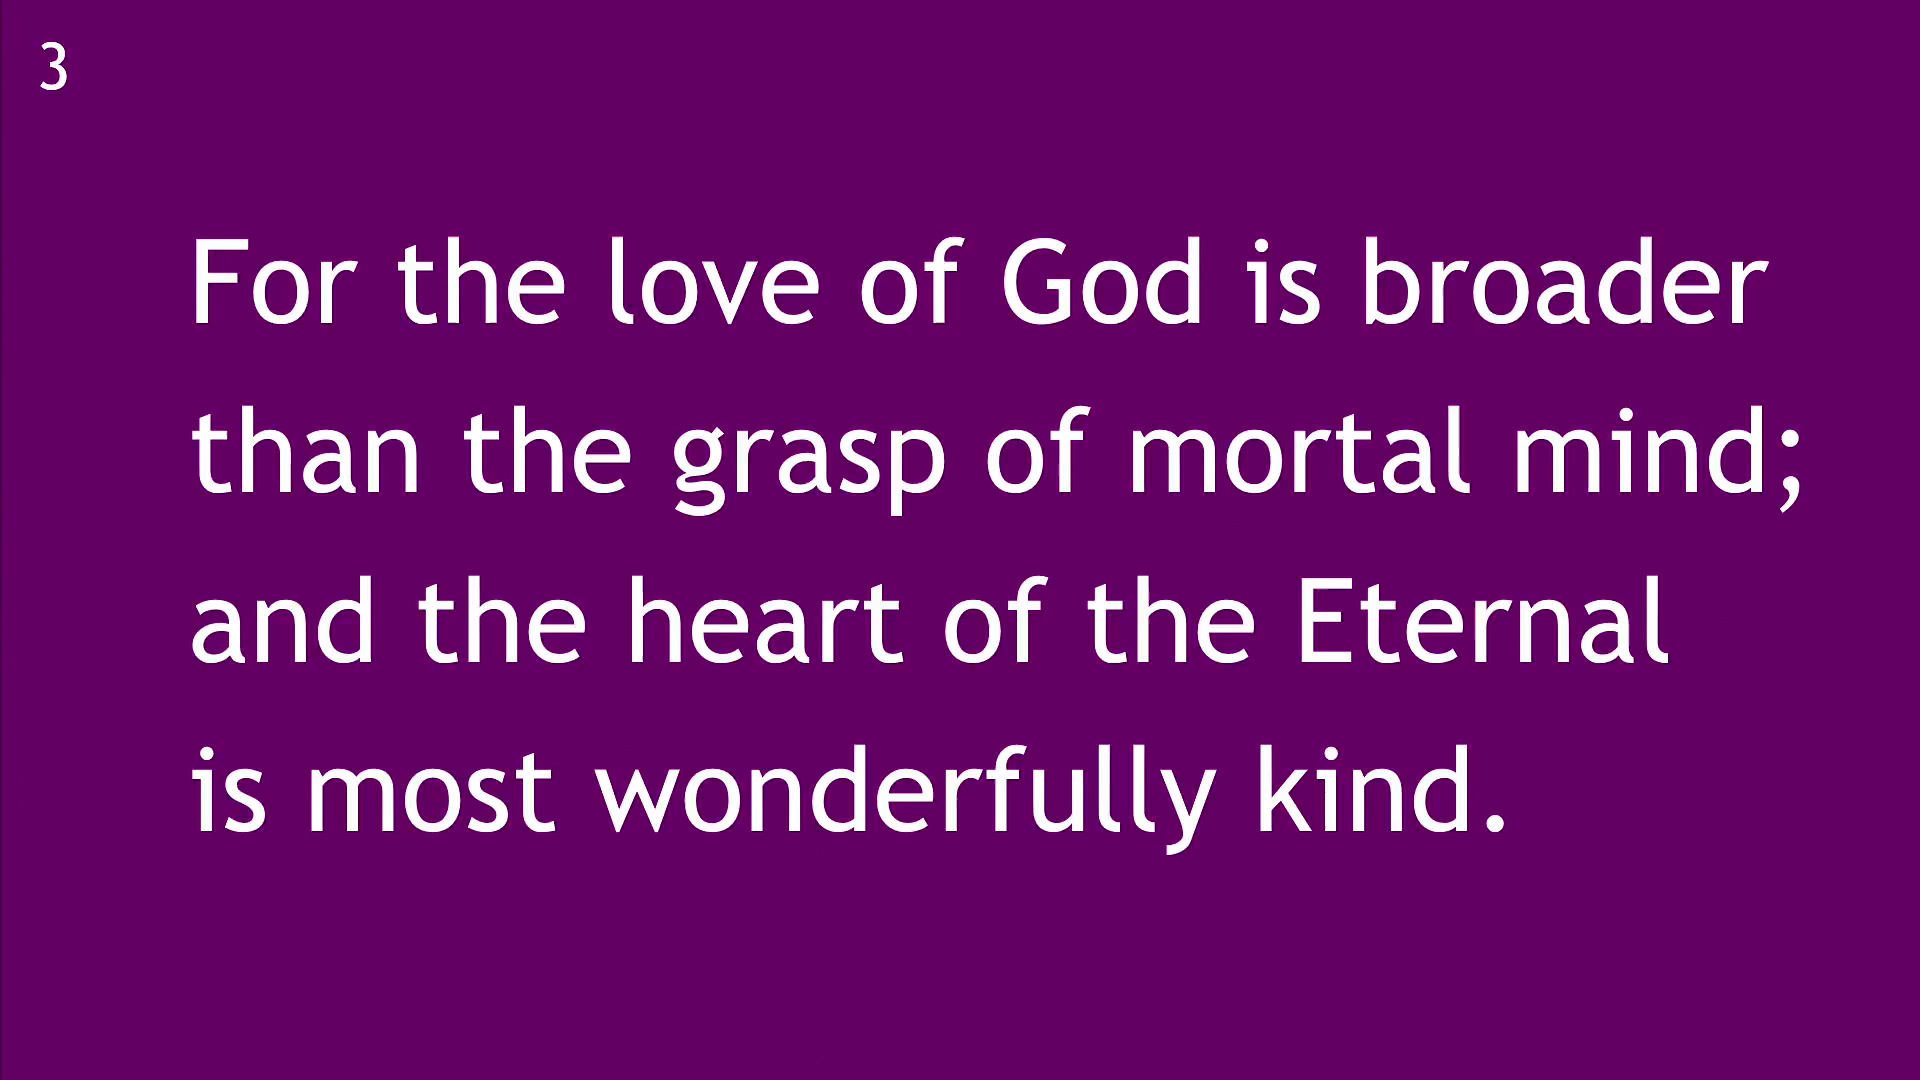 3
For the love of God is broader
than the grasp of mortal mind;
and the heart of the Eternal
is most wonderfully kind.